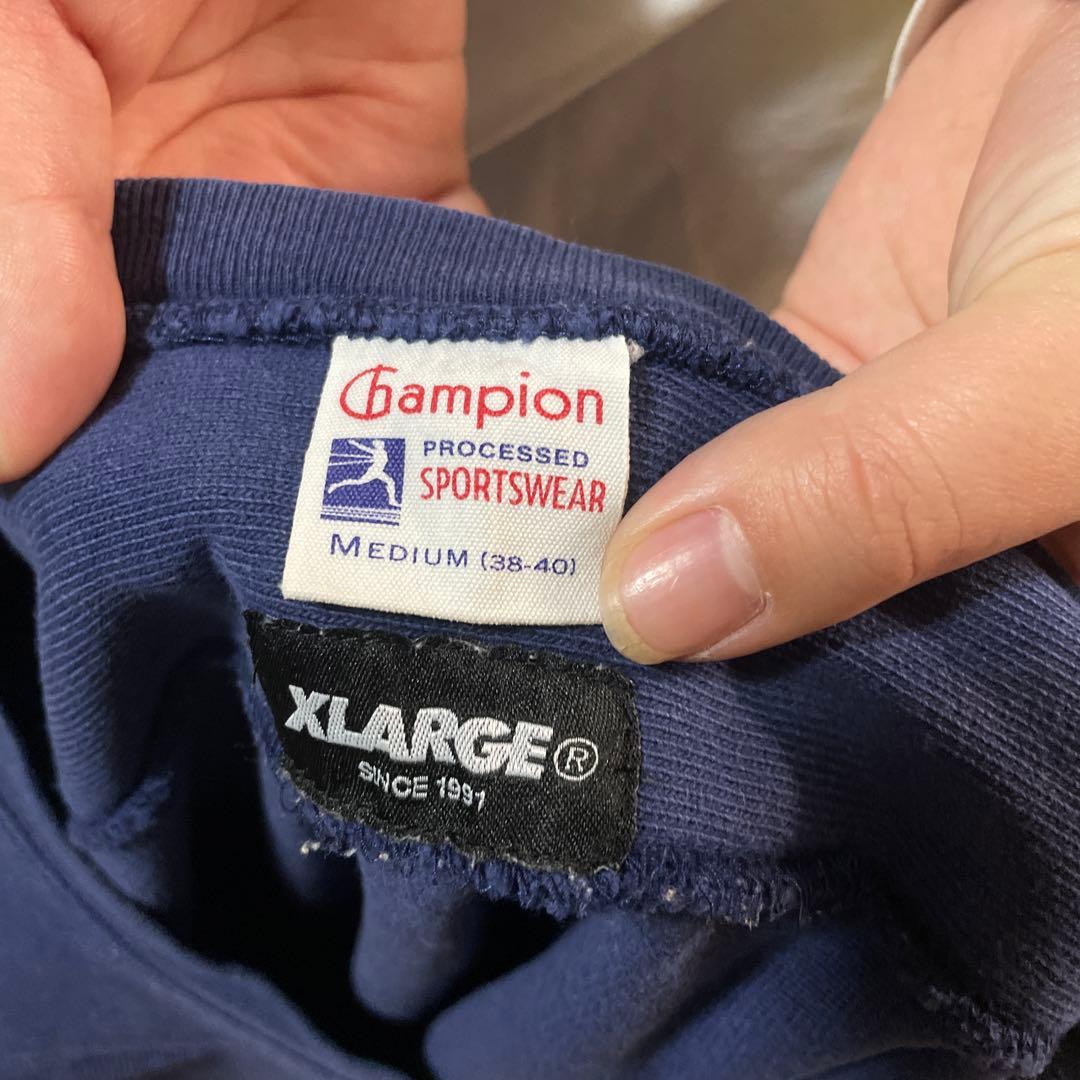 Champion
PROCESSED
SPORTSWEAR
MEDIUM (38-40)
XLARGE®
SINCE 1991